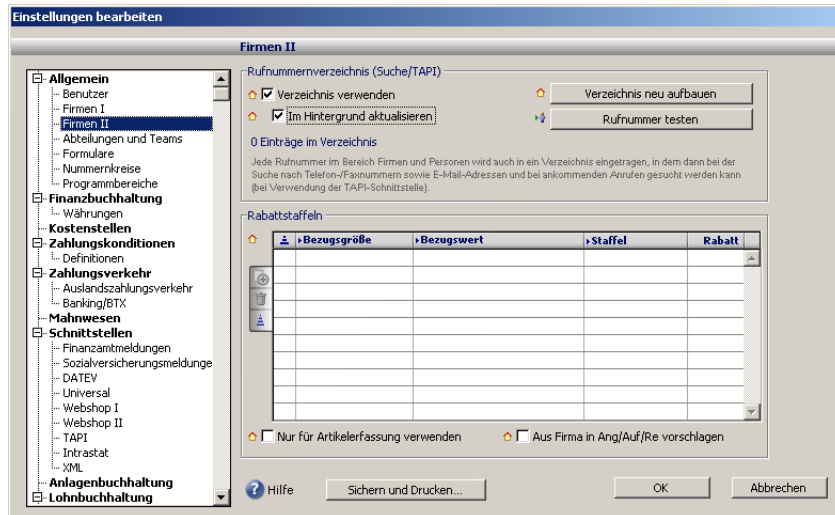 Einstellungen bearbeiten
Firmen II
Allgemein
Benutzer
Firmen I
Firmen II
Abteilungen und Teams
Formulare
Nummernkreise
Programmbereiche
Finanzbuchhaltung
Währungen
Kostenstellen
Zahlungskonditionen
Definitionen
Zahlungsverkehr
Auslandszahlungsverkehr
Banking/BTX
Mahnwesen
Schnittstellen
Finanzamtmeldungen
Sozialversicherungsmeldunge
DATEV
Universal
Webshop I
Webshop II
TAPI
Intrastat
XML
Anlagenbuchhaltung
Lohnbuchhaltung
Rufnummernverzeichnis (Suche/TAPI)
Verzeichnis verwenden
Verzeichnis neu aufbauen
Im Hintergrund aktualisieren
Rufnummer testen
0 Einträge im Verzeichnis
Jede Rufnummer im Bereich Firmen und Personen wird auch in ein Verzeichnis eingetragen, in dem dann bei der
Suche nach Telefon-/Faxnummern sowie E-Mail-Adressen und bei ankommenden Anrufen gesucht werden kann
(bei Verwendung der TAPI-Schnittstelle).
Rabattstaffeln
Bezugsgröße Bezugswert Staffel Rabatt
Nur für Artikelerfassung verwenden
Aus Firma in Ang/Auf/Re vorschlagen
Hilfe
Sichern und Drucken...
OK
Abbrechen